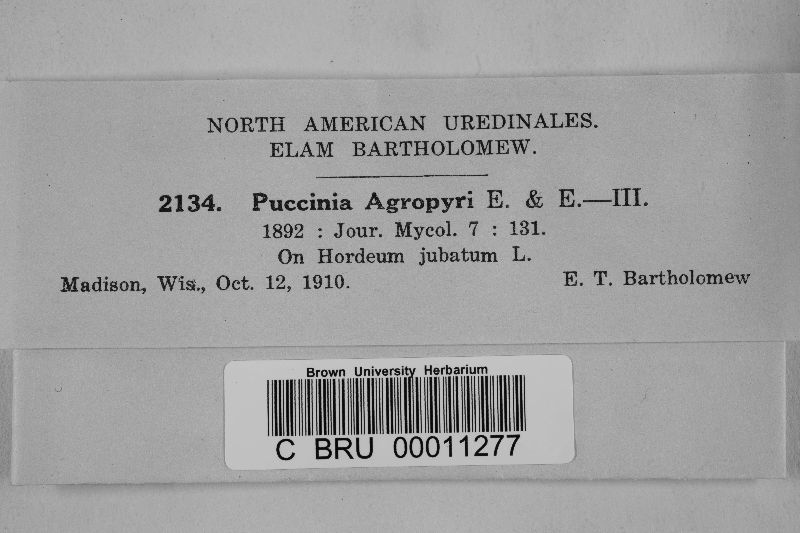 NORTH AMERICAN UREDINALES.
ELAM BARTHOLOMEW.
2134. Puccinia Agropyri E. & E.—III.
1892 : Jour. Mycol. 7 : 131.
On Hordeum jubatum L.
Madison, Wis., Oct. 12, 1910. E. T. Bartholomew
Brown University Herbarium
C BRU 00011277